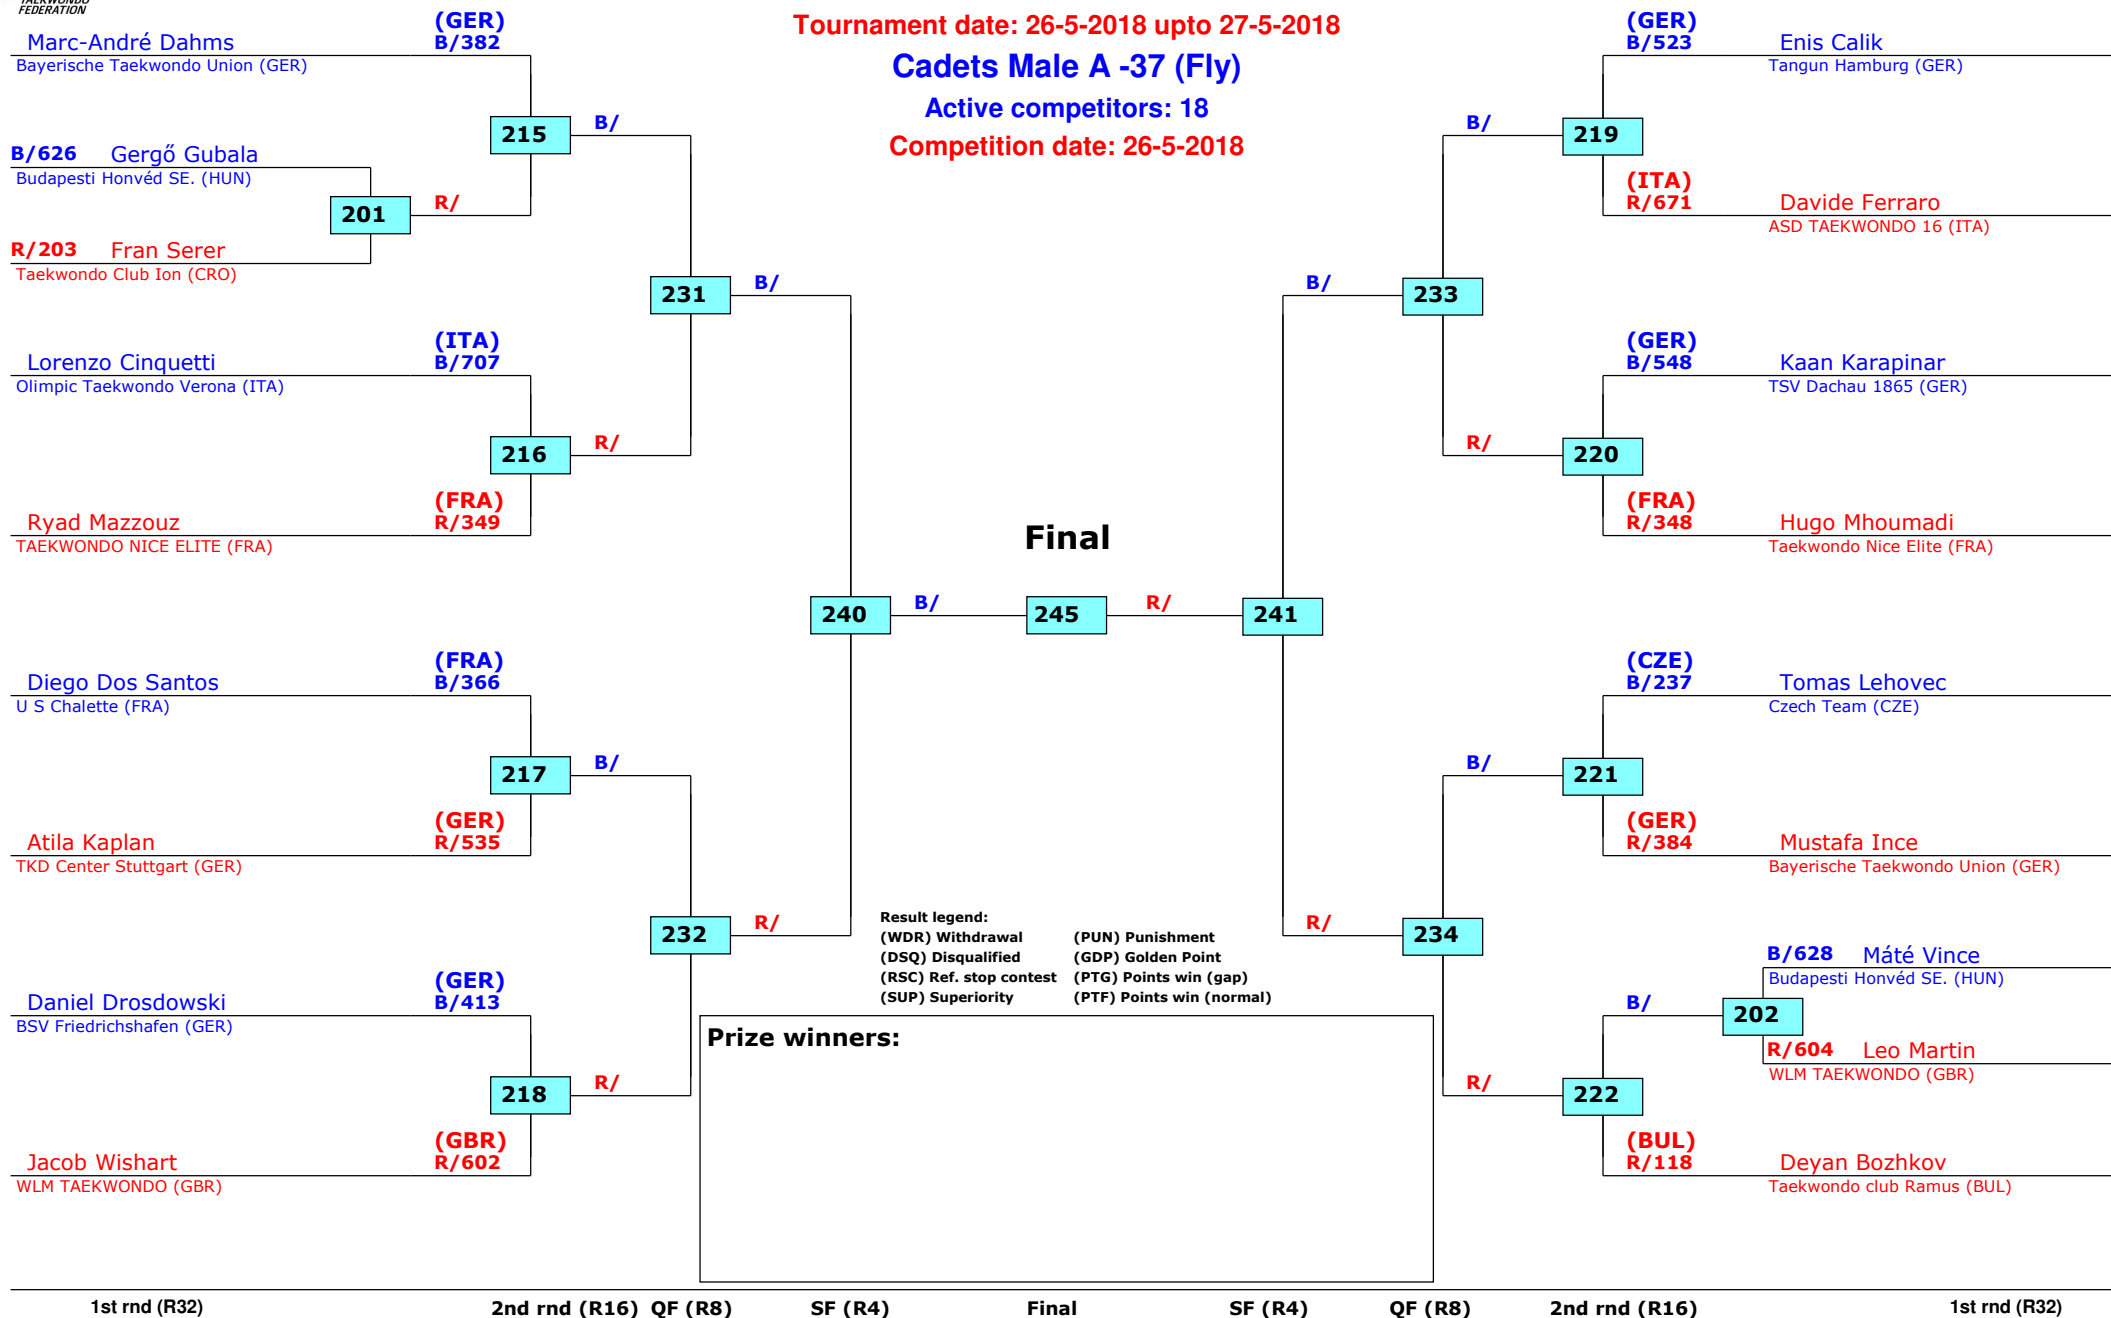 TAEKWONDO
FEDERATION
Tournament date: 26-5-2018 upto 27-5-2018
Cadets Male A -37 (Fly)
Active competitors: 18
Competition date: 26-5-2018
(GER)
Marc-André Dahms B/382
Bayerische Taekwondo Union (GER)
215 B/
B/626 Gergő Gubala
Budapesti Honvéd SE. (HUN)
201 R/
R/203 Fran Serer
Taekwondo Club Ion (CRO)
231 B/
(ITA)
Lorenzo Cinquetti B/707
Olimpic Taekwondo Verona (ITA)
216 R/
(FRA)
Ryad Mazzouz R/349
TAEKWONDO NICE ELITE (FRA)
240 B/
(FRA)
Diego Dos Santos B/366
U S Chalette (FRA)
217 B/
(GER)
Atila Kaplan R/535
TKD Center Stuttgart (GER)
232 R/
(GER)
Daniel Drosdowski B/413
BSV Friedrichshafen (GER)
218 R/
(GBR)
Jacob Wishart R/602
WLM TAEKWONDO (GBR)
Final
245
(GER)
B/523 Enis Calik
Tangun Hamburg (GER)
B/ 219
(ITA)
R/671 Davide Ferraro
ASD TAEKWONDO 16 (ITA)
B/ 233
(GER)
B/548 Kaan Karapinar
TSV Dachau 1865 (GER)
R/ 220
(FRA)
R/348 Hugo Mhoumadi
Taekwondo Nice Elite (FRA)
R/ 241
(CZE)
B/237 Tomas Lehovec
Czech Team (CZE)
B/ 221
(GER)
R/384 Mustafa Ince
Bayerische Taekwondo Union (GER)
R/ 234
B/628 Máté Vince
Budapesti Honvéd SE. (HUN)
B/ 202
R/604 Leo Martin
WLM TAEKWONDO (GBR)
R/ 222
(BUL)
R/118 Deyan Bozhkov
Taekwondo club Ramus (BUL)
Result legend:
(WDR) Withdrawal (PUN) Punishment
(DSQ) Disqualified (GDP) Golden Point
(RSC) Ref. stop contest (PTG) Points win (gap)
(SUP) Superiority (PTF) Points win (normal)
Prize winners:
1st rnd (R32) 2nd rnd (R16) QF (R8) SF (R4) Final SF (R4) QF (R8) 2nd rnd (R16) 1st rnd (R32)